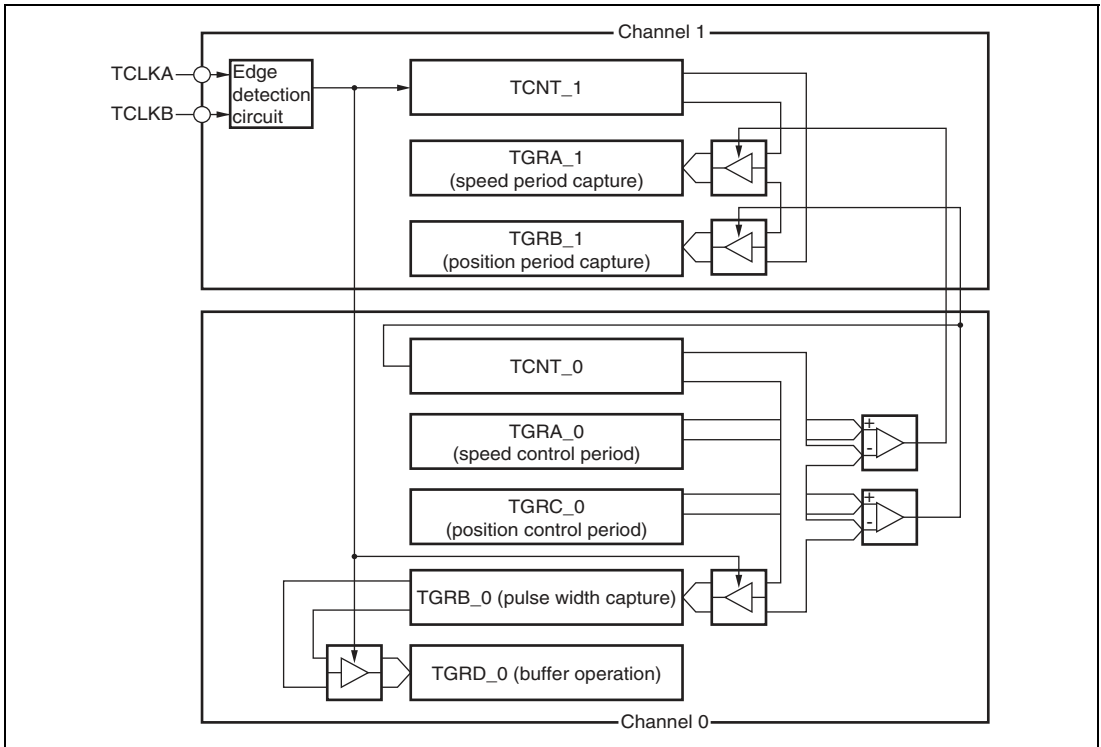 Channel 1
TCLKA
TCLKB
Edge
detection
circuit
TCNT_1
TGRA_1
(speed period capture)
TGRB_1
(position period capture)
TCNT_0
TGRA_0
(speed control period)
+
-
TGRC_0
(position control period)
+
-
TGRB_0 (pulse width capture)
TGRD_0 (buffer operation)
Channel 0